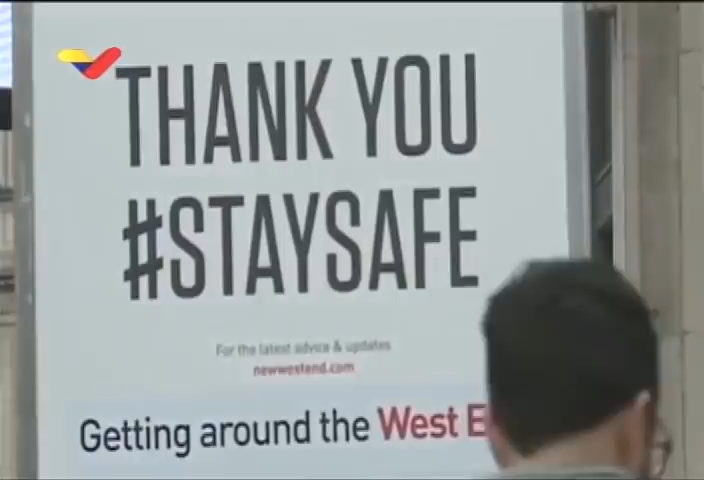 THANK YOU
#STAYSAFE
For the latest advice & updates
newwestend.com
Getting around the West E